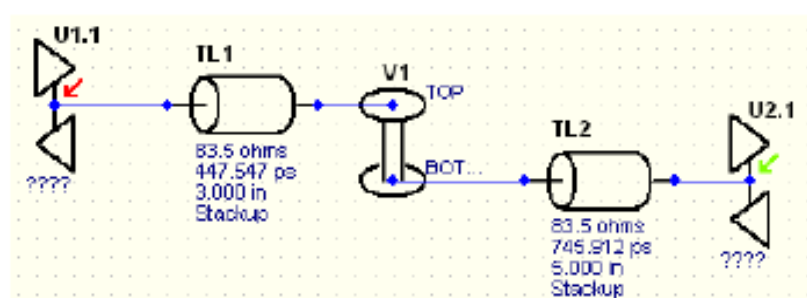 U1.1
TL1
V1
TOP
83.5 ohms
447.547 ps
3.000 in
Stackup
????
BOT...
TL2
U2.1
83.5 ohms
745.912 ps
5.000 in
Stackup
????